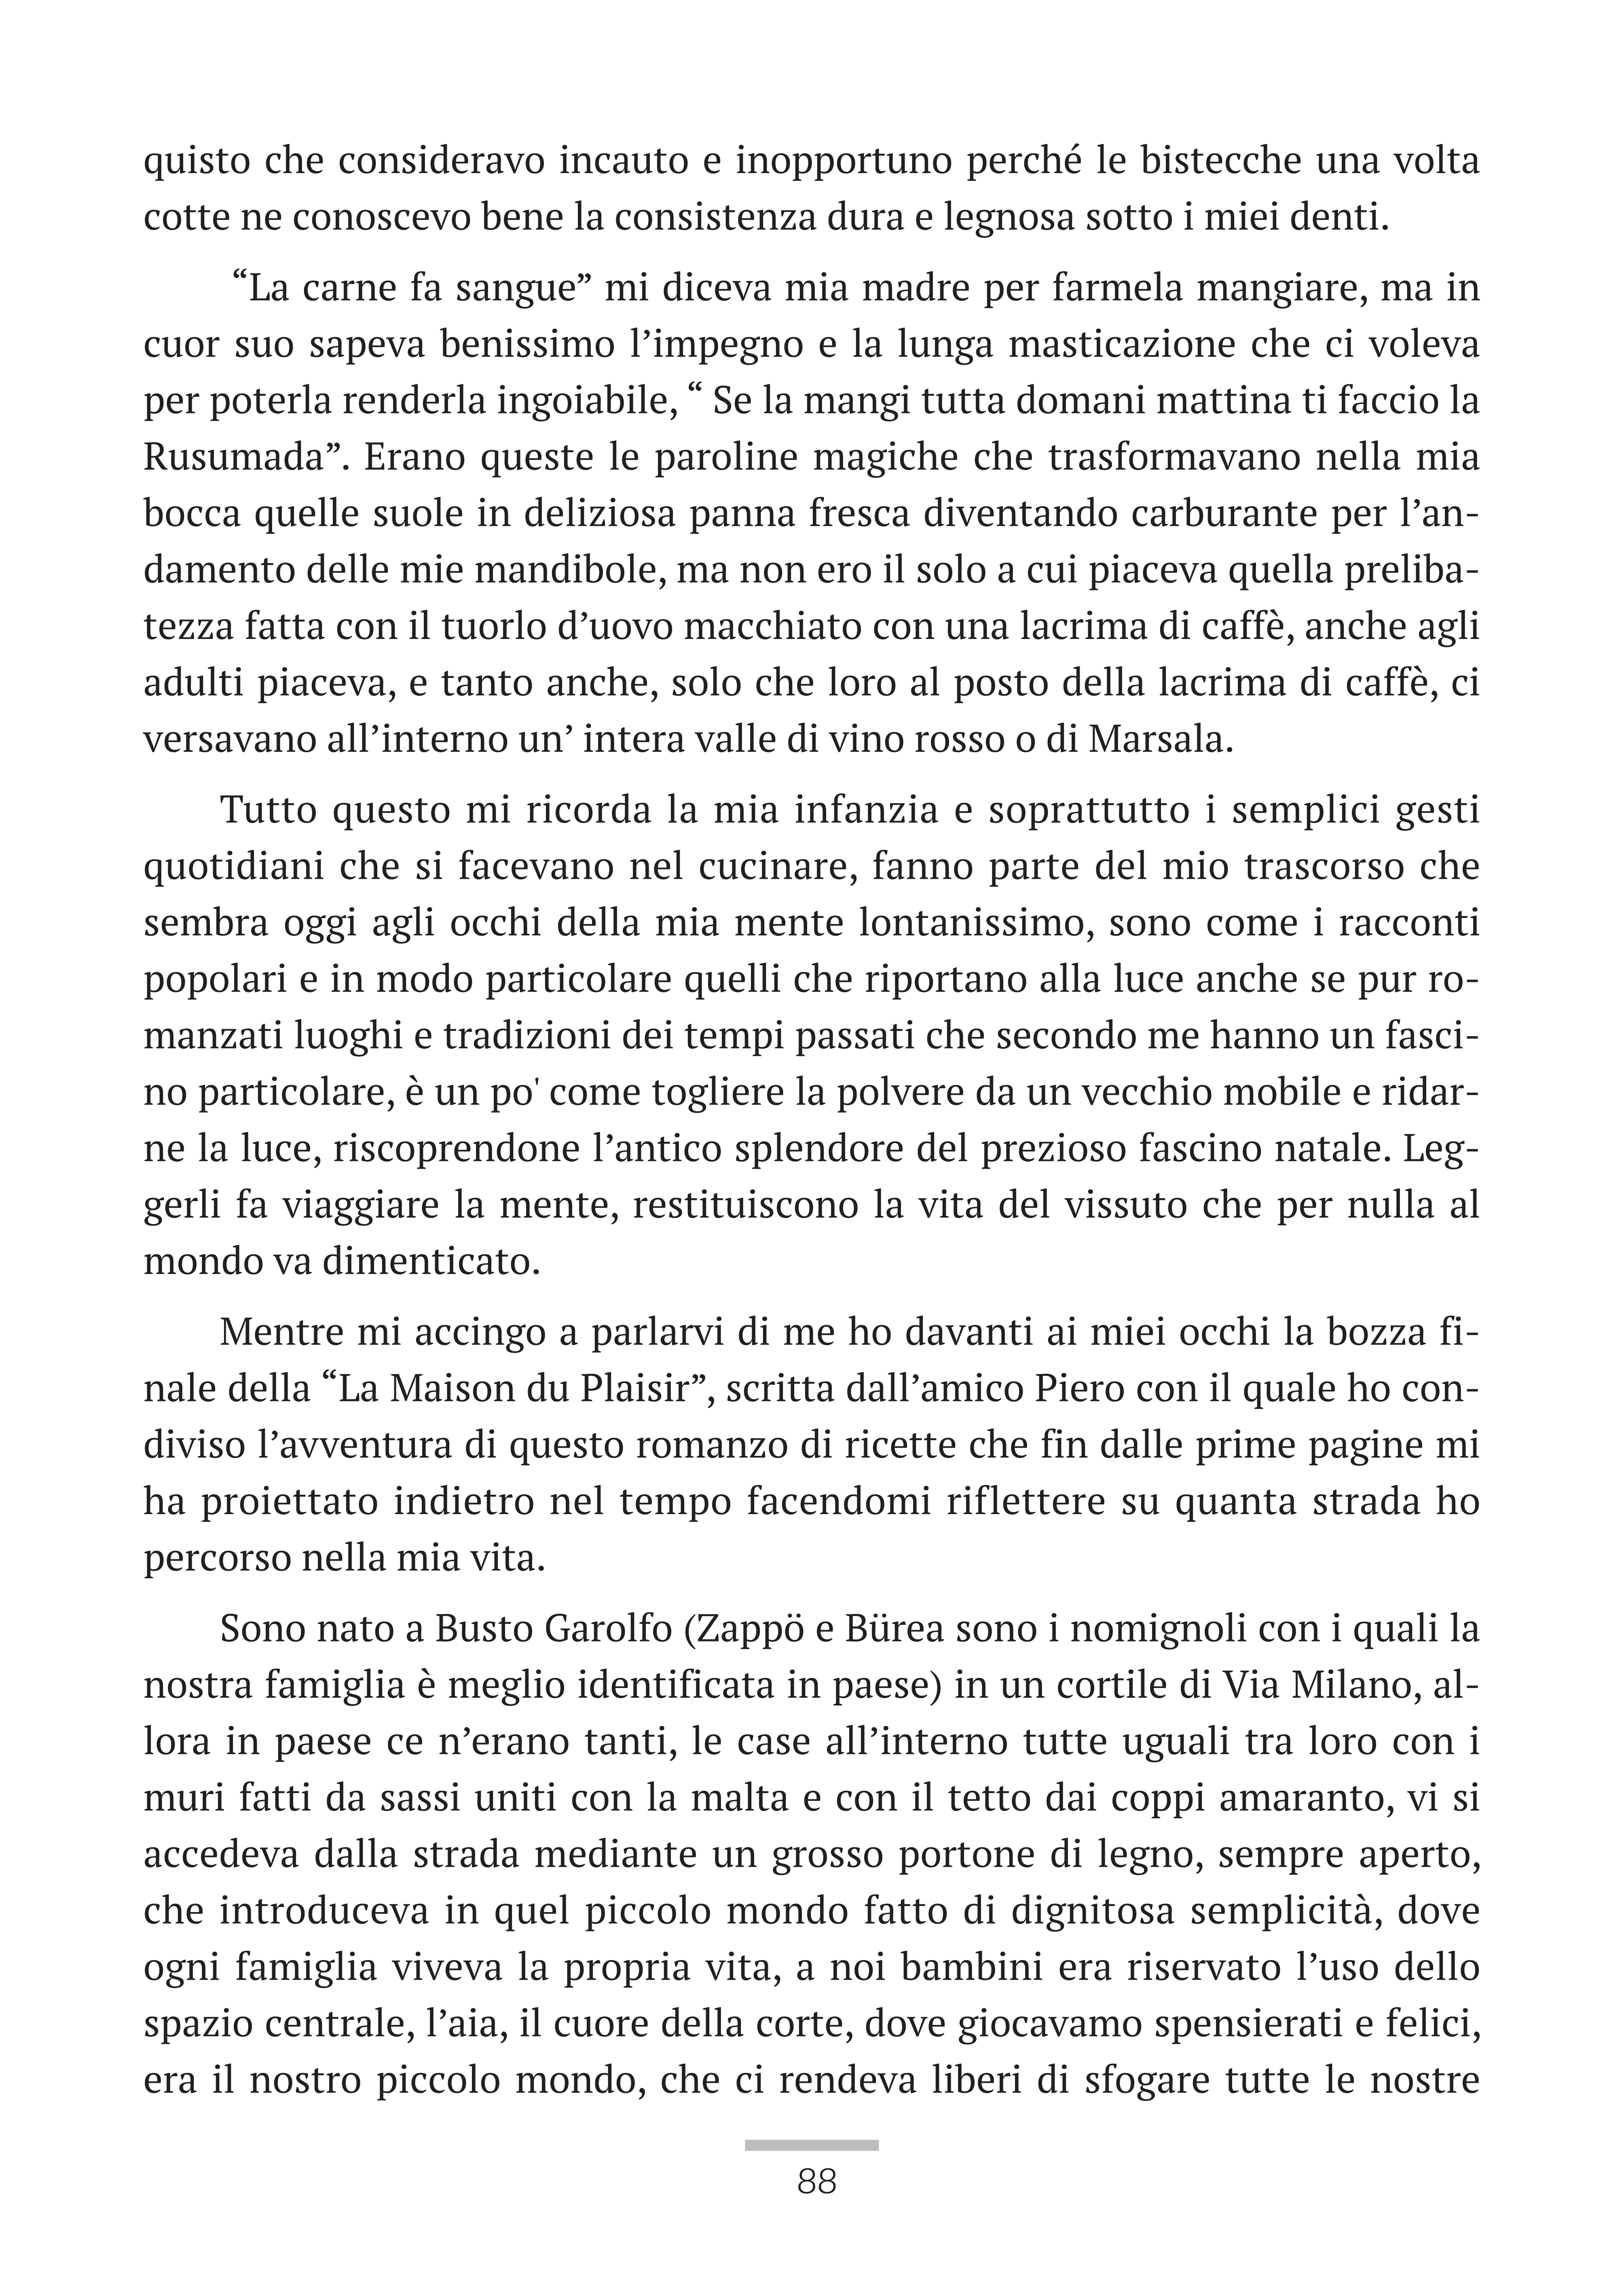 quisto che consideravo incauto e inopportuno perché le bistecche una volta
cotte ne conoscevo bene la consistenza dura e legnosa sotto i miei denti.
“La carne fa sangue” mi diceva mia madre per farmela mangiare, ma in
cuor suo sapeva benissimo l’impegno e la lunga masticazione che ci voleva
per poterla renderla ingoiabile, “ Se la mangi tutta domani mattina ti faccio la
Rusumada”. Erano queste le paroline magiche che trasformavano nella mia
bocca quelle suole in deliziosa panna fresca diventando carburante per l’an-
damento delle mie mandibole, ma non ero il solo a cui piaceva quella preliba-
tezza fatta con il tuorlo d’uovo macchiato con una lacrima di caffè, anche agli
adulti piaceva, e tanto anche, solo che loro al posto della lacrima di caffè, ci
versavano all’interno un’ intera valle di vino rosso o di Marsala.
Tutto questo mi ricorda la mia infanzia e soprattutto i semplici gesti
quotidiani che si facevano nel cucinare, fanno parte del mio trascorso che
sembra oggi agli occhi della mia mente lontanissimo, sono come i racconti
popolari e in modo particolare quelli che riportano alla luce anche se pur ro-
manzati luoghi e tradizioni dei tempi passati che secondo me hanno un fasci-
no particolare, è un po' come togliere la polvere da un vecchio mobile e ridar-
ne la luce, riscoprendone l’antico splendore del prezioso fascino natale. Leg-
gerli fa viaggiare la mente, restituiscono la vita del vissuto che per nulla al
mondo va dimenticato.
Mentre mi accingo a parlarvi di me ho davanti ai miei occhi la bozza fi-
nale della “La Maison du Plaisir”, scritta dall’amico Piero con il quale ho con-
diviso l’avventura di questo romanzo di ricette che fin dalle prime pagine mi
ha proiettato indietro nel tempo facendomi riflettere su quanta strada ho
percorso nella mia vita.
Sono nato a Busto Garolfo (Zappö e Bürea sono i nomignoli con i quali la
nostra famiglia è meglio identificata in paese) in un cortile di Via Milano, al-
lora in paese ce n’erano tanti, le case all’interno tutte uguali tra loro con i
muri fatti da sassi uniti con la malta e con il tetto dai coppi amaranto, vi si
accedeva dalla strada mediante un grosso portone di legno, sempre aperto,
che introduceva in quel piccolo mondo fatto di dignitosa semplicità, dove
ogni famiglia viveva la propria vita, a noi bambini era riservato l’uso dello
spazio centrale, l’aia, il cuore della corte, dove giocavamo spensierati e felici,
era il nostro piccolo mondo, che ci rendeva liberi di sfogare tutte le nostre
88